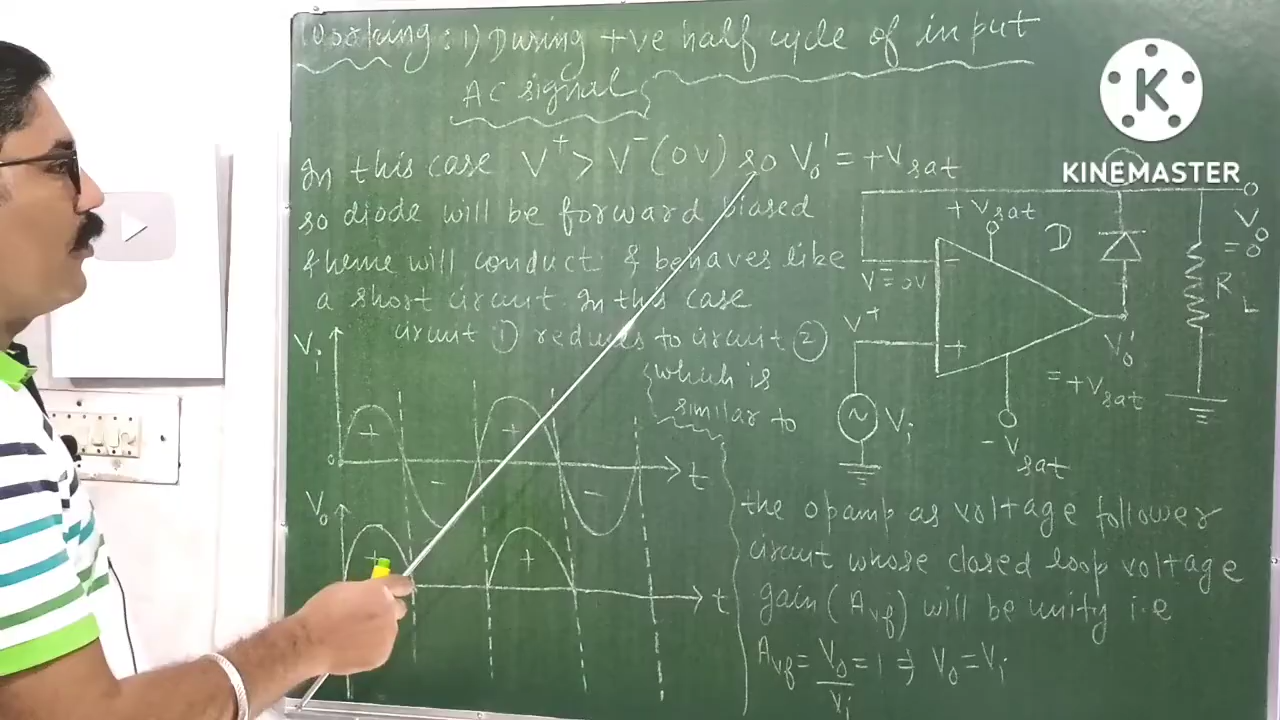 Working : 1) During +ve half cycle of input
AC signal
In this case V⁺ > V⁻ (0V) so V₀' = +Vsat
so diode will be forward biased
& heme will conduct & behaves like
a short circuit. In this case
circuit ① reduces to circuit ②
which is
similar to
the opamp as voltage follower
circuit whose closed loop voltage
gain (Avf) will be unity i.e
Avf = V₀/Vi = 1 ⇒ V₀ = Vi
Vi
+
-
+
-
0
t
V₀
+
+
t
K
KINEMASTER
+Vsat
D
V₀
= 0
V⁻=0V
-
V⁺
+
V₀'
= +Vsat
RL
~
Vi
-Vsat